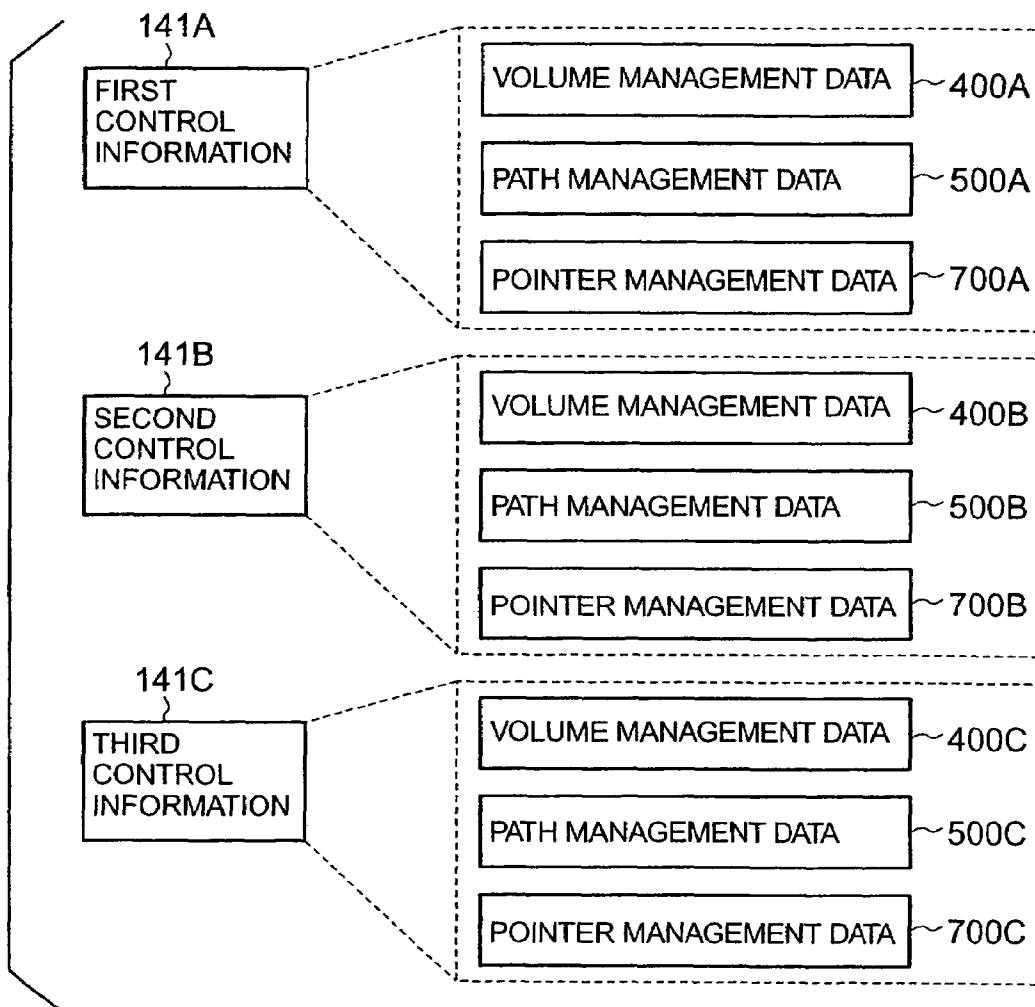 141A
FIRST
CONTROL
INFORMATION
VOLUME MANAGEMENT DATA
400A
PATH MANAGEMENT DATA
500A
POINTER MANAGEMENT DATA
700A
141B
SECOND
CONTROL
INFORMATION
VOLUME MANAGEMENT DATA
400B
PATH MANAGEMENT DATA
500B
POINTER MANAGEMENT DATA
700B
141C
THIRD
CONTROL
INFORMATION
VOLUME MANAGEMENT DATA
400C
PATH MANAGEMENT DATA
500C
POINTER MANAGEMENT DATA
700C